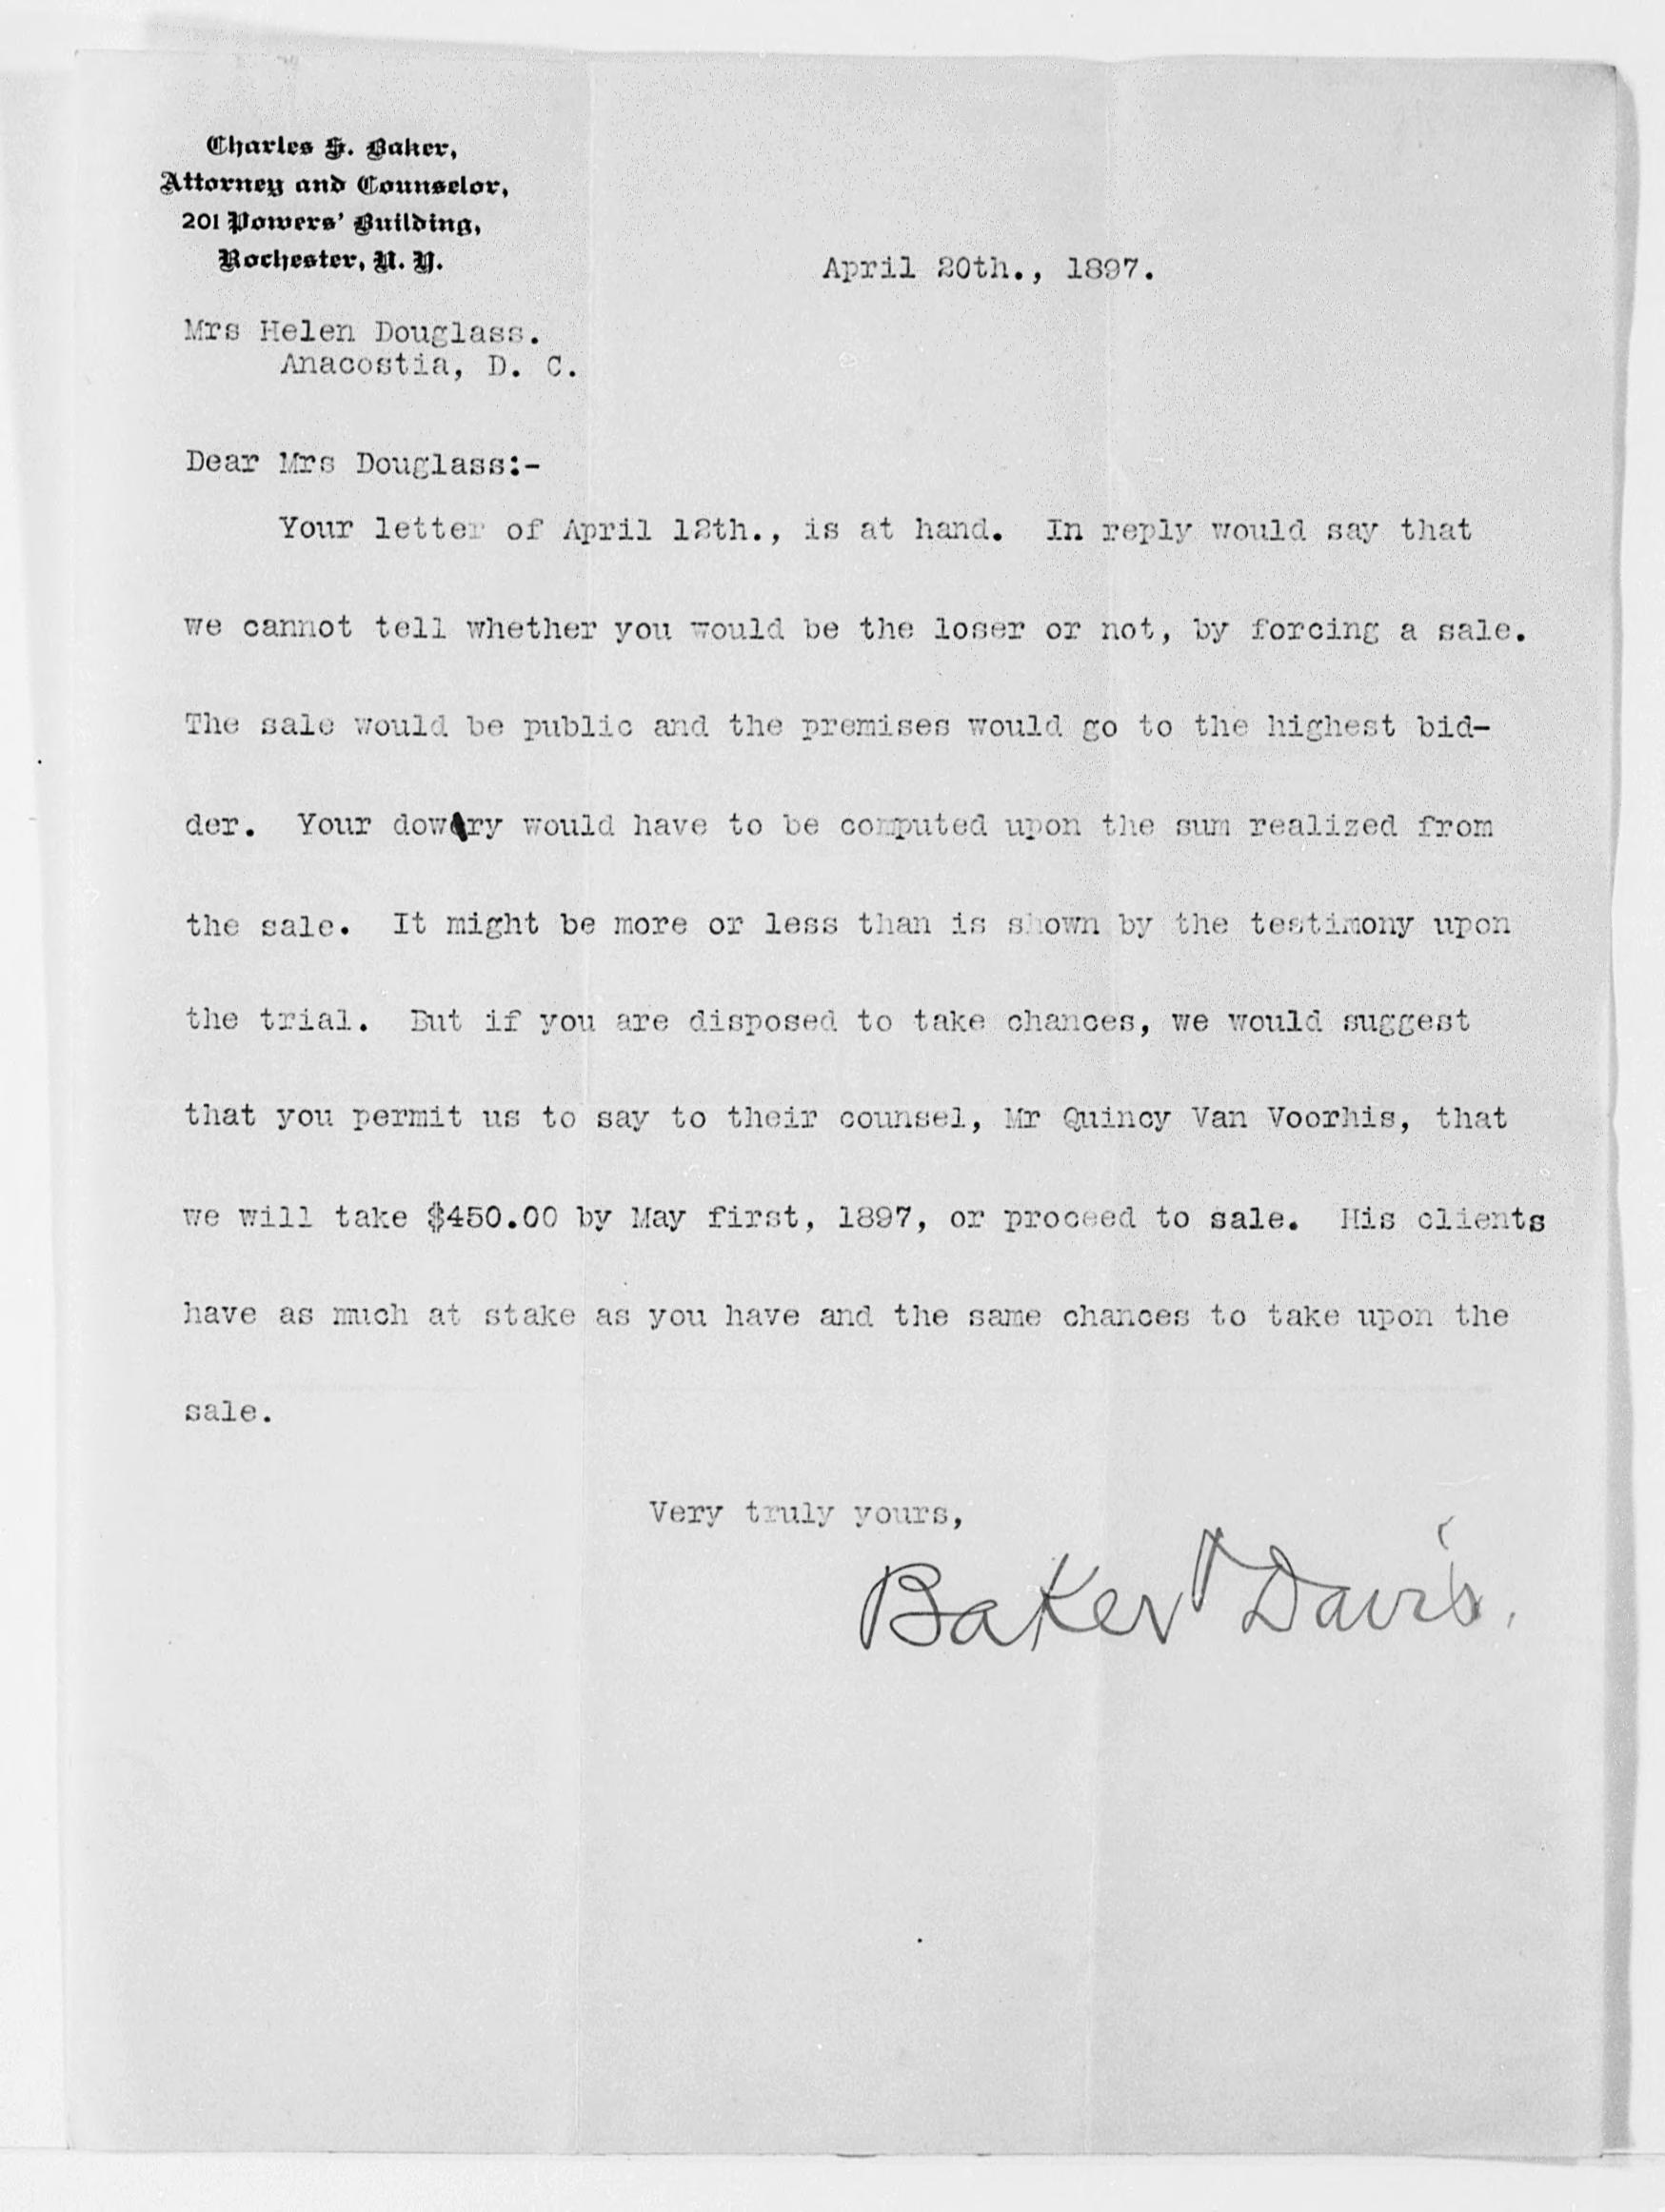 Charles S. Baker,
Attorney and Counselor,
201 Powers' Building,
Rochester, N. Y.
April 20th., 1897.
Mrs Helen Douglass.
Anacostia, D. C.
Dear Mrs Douglass:-
Your letter of April 12th., is at hand. In reply would say that
we cannot tell whether you would be the loser or not, by forcing a sale.
The sale would be public and the premises would go to the highest bid-
der. Your dowery would have to be computed upon the sum realized from
the sale. It might be more or less than is shown by the testimony upon
the trial. But if you are disposed to take chances, we would suggest
that you permit us to say to their counsel, Mr Quincy Van Voorhis, that
we will take $450.00 by May first, 1897, or proceed to sale. His clients
have as much at stake as you have and the same chances to take upon the
sale.
Very truly yours,
Baker & Davis.